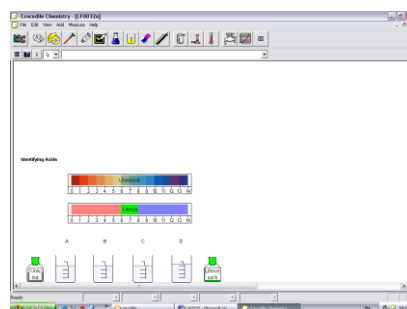 Crocodile Chemistry - [LF0032a]
File Edit View Add Measure Help
Identifying Acids
Universal
0 1 2 3 4 5 6 7 8 9 10 11 12 13 14
Litmus
0 1 2 3 4 5 6 7 8 9 10 11 12 13 14
A B C D
Ready